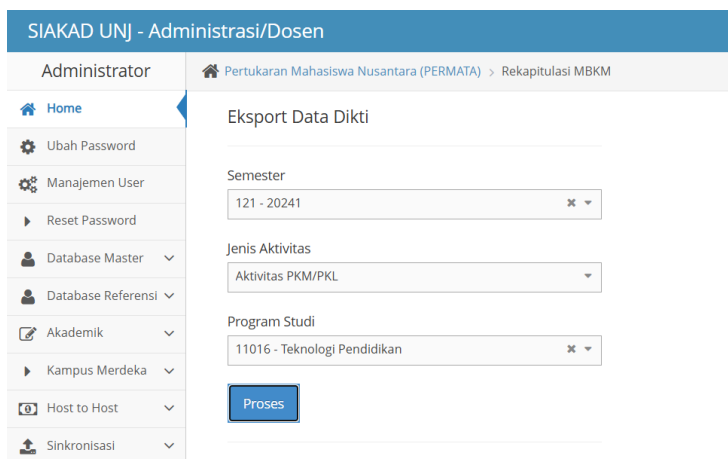 SIAKAD UNJ - Administrasi/Dosen
Administrator
Home
Ubah Password
Manajemen User
Reset Password
Database Master
Database Referensi
Akademik
Kampus Merdeka
Host to Host
Sinkronisasi
Pertukaran Mahasiswa Nusantara (PERMATA) > Rekapitulasi MBKM
Eksport Data Dikti
Semester
121 - 20241
Jenis Aktivitas
Aktivitas PKM/PKL
Program Studi
11016 - Teknologi Pendidikan
Proses